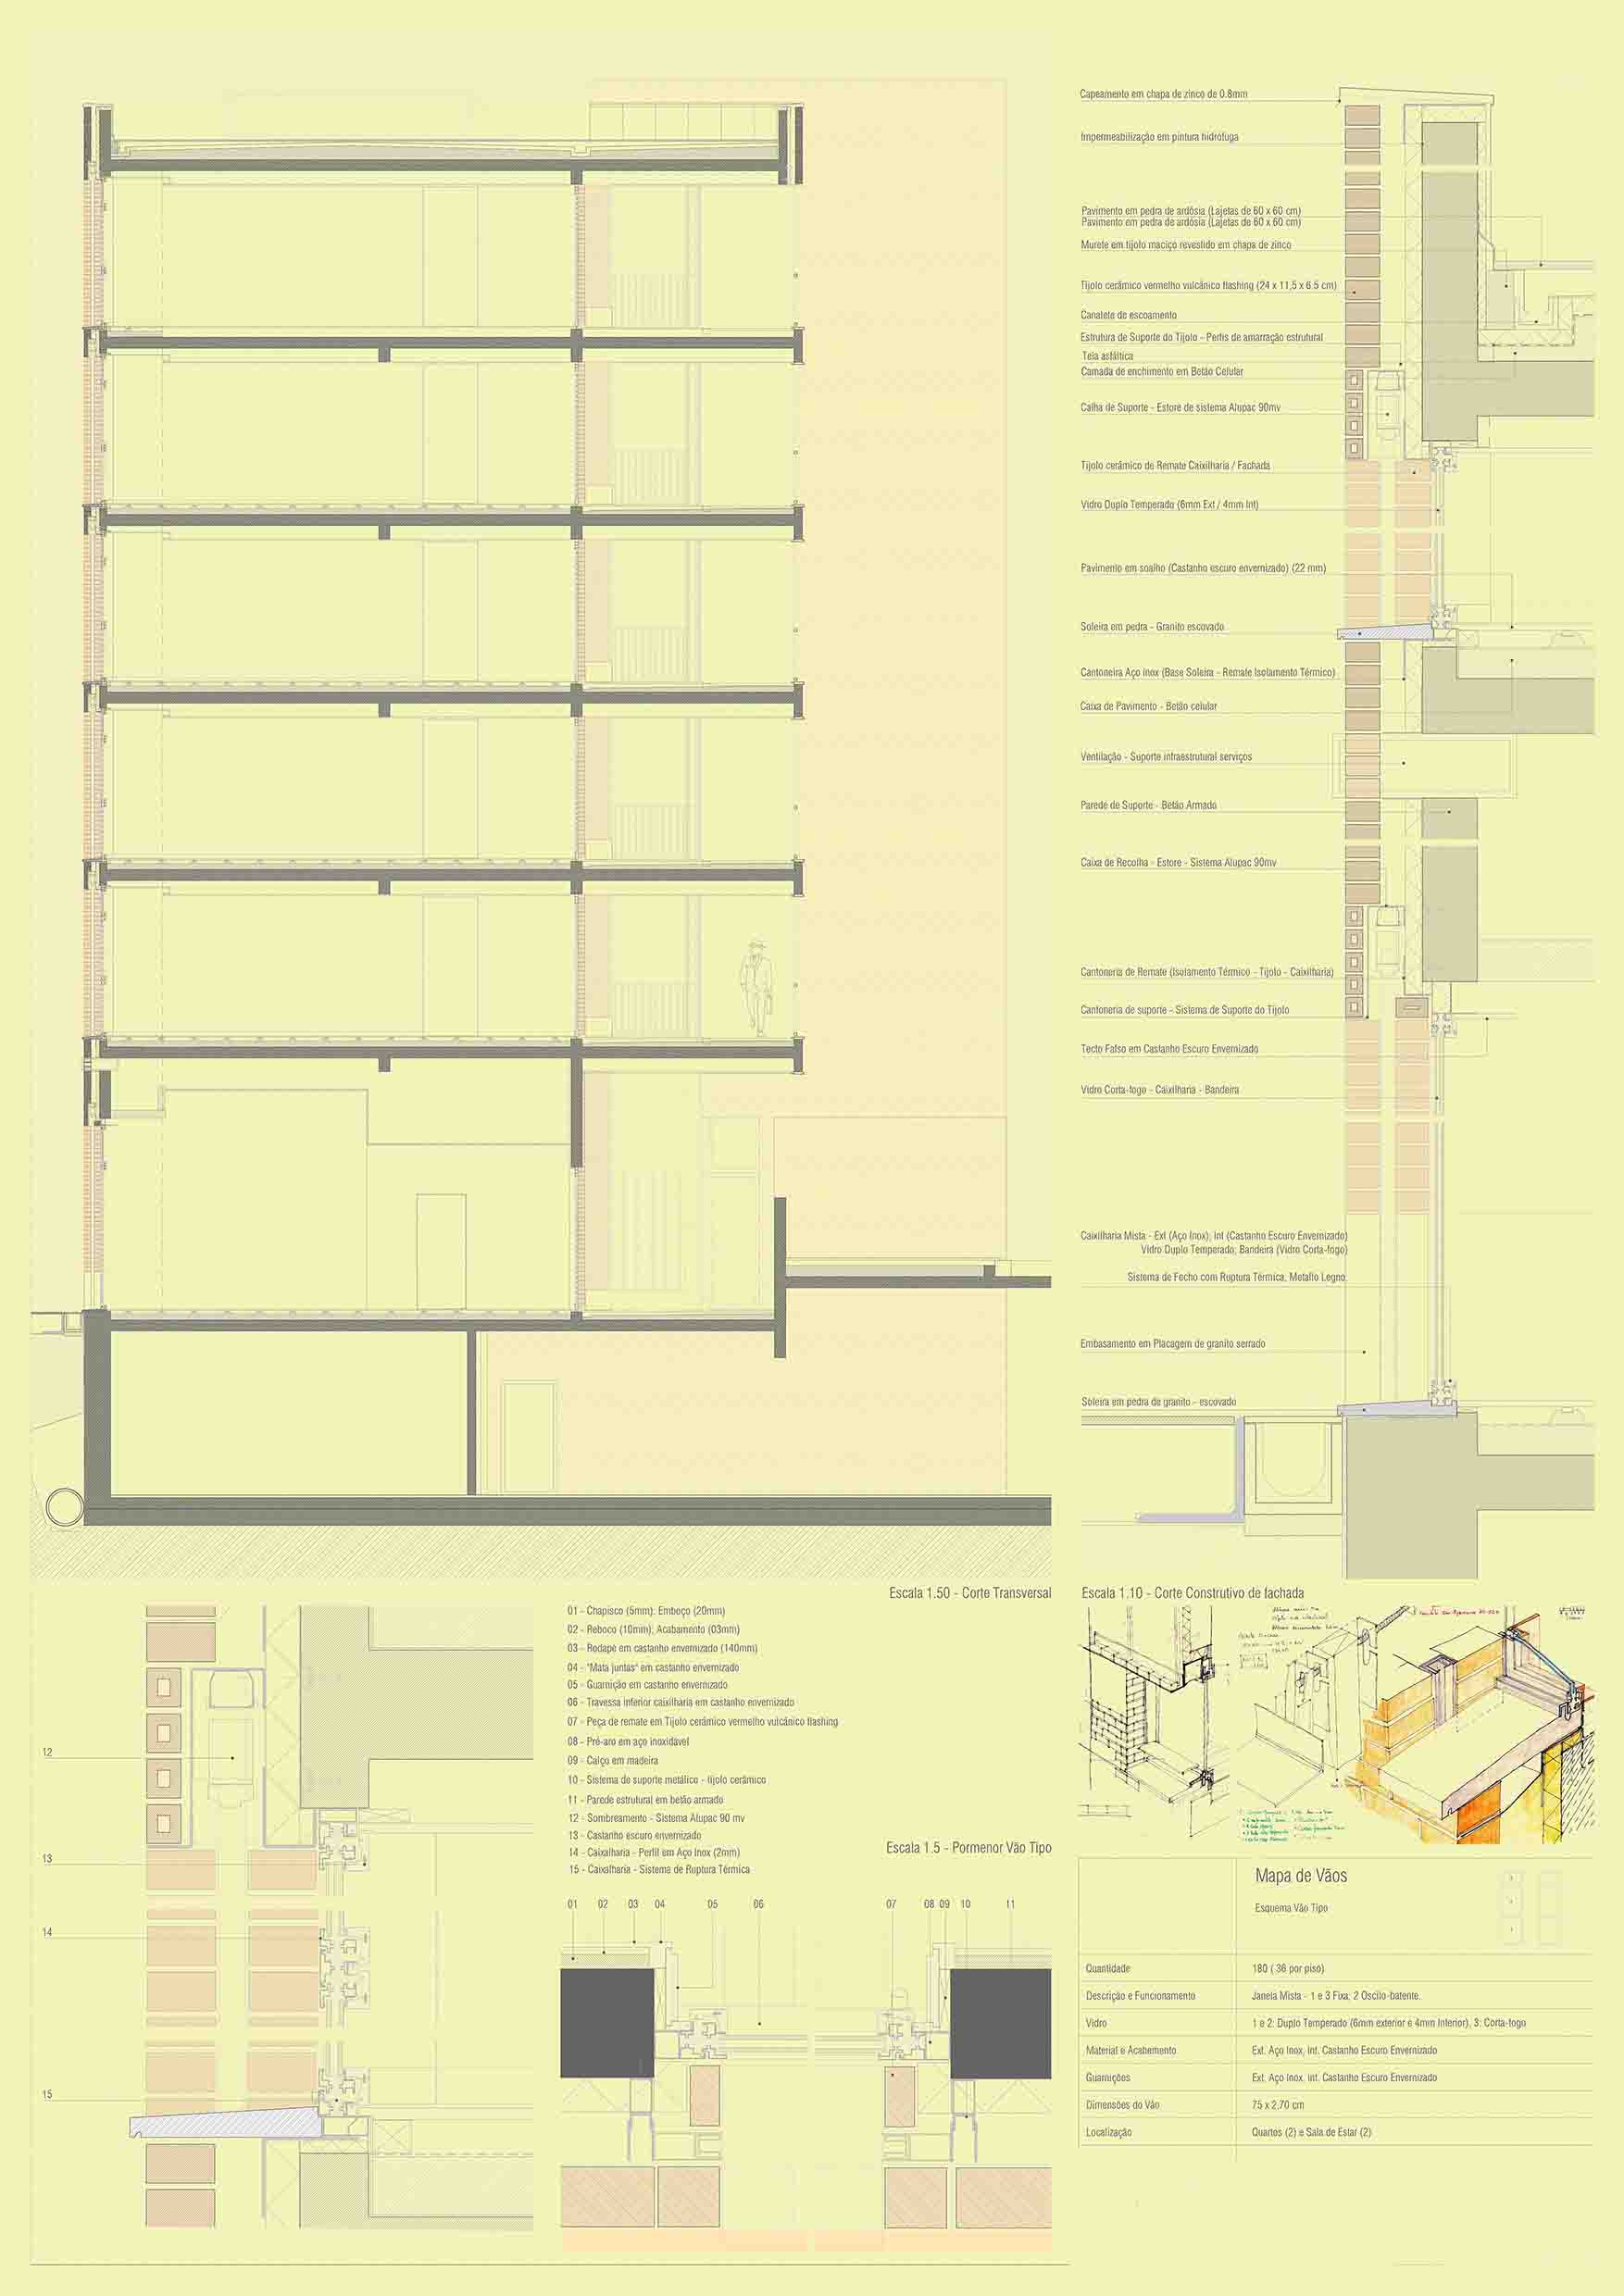 Capeamento em chapa de zinco de 0.8mm
Impermeabilização em pintura hidrófuga
Pavimento em pedra de ardósia (Lajetas de 60 x 60 cm)
Pavimento em pedra de ardósia (Lajetas de 60 x 60 cm)
Murete em tijolo maciço revestido em chapa de zinco
Tijolo cerâmico vermelho vulcânico flashing (24 x 11,5 x 6.5 cm)
Canalete de escoamento
Estrutura de Suporte do Tijolo - Perfis de amarração estrutural
Tela asfáltica
Camada de enchimento em Betão Celular
Calha de Suporte - Estore de sistema Alupac 90mv
Tijolo cerâmico de Remate Caixilharia / Fachada
Vidro Duplo Temperado (6mm Ext / 4mm Int)
Pavimento em soalho (Castanho escuro envernizado) (22 mm)
Soleira em pedra - Granito escovado
Cantoneira Aço Inox (Base Soleira - Remate Isolamento Térmico)
Caixa de Pavimento - Betão celular
Ventilação - Suporte infraestrutural serviços
Parede de Suporte - Betão Armado
Caixa de Recolha - Estore - Sistema Alupac 90mv
Cantoneria de Remate (Isolamento Térmico - Tijolo - Caixilharia)
Cantoneria de suporte - Sistema de Suporte do Tijolo
Tecto Falso em Castanho Escuro Envernizado
Vidro Corta-fogo - Caixilharia - Bandeira
Caixilharia Mista - Ext (Aço Inox); Int (Castanho Escuro Envernizado)
Vidro Duplo Temperado; Bandeira (Vidro Corta-fogo)
Sistema de Fecho com Ruptura Térmica, Metaflo Legno
Embasamento em Placagem de granito serrado
Soleira em pedra de granito - escovado
Escala 1.50 - Corte Transversal
Escala 1.10 - Corte Construtivo de fachada
01 - Chapisco (5mm); Emboço (20mm)
02 - Reboco (10mm); Acabamento (03mm)
03 - Rodapé em castanho envernizado (140mm)
04 - "Mata juntas" em castanho envernizado
05 - Guarnição em castanho envernizado
06 - Travessa inferior caixilharia em castanho envernizado
07 - Peça de remate em Tijolo cerâmico vermelho vulcânico flashing
08 - Pré-aro em aço inoxidável
09 - Calço em madeira
10 - Sistema de suporte metálico - tijolo cerâmico
11 - Parede estrutural em betão armado
12 - Sombreamento - Sistema Alupac 90 mv
13 - Castanho escuro envernizado
14 - Caixalharia - Perfil em Aço Inox (2mm)
15 - Caixalharia - Sistema de Ruptura Térmica
Escala 1.5 - Pormenor Vão Tipo
12
13
14
15
01 02 03 04 05 06 07 08 09 10 11
Mapa de Vãos
Esquema Vão Tipo
Quantidade 180 ( 36 por piso)
Descrição e Funcionamento Janela Mista - 1 e 3 Fixa; 2 Oscilo-batente.
Vidro 1 e 2: Duplo Temperado (6mm exterior e 4mm Interior), 3: Corta-fogo
Material e Acabemento Ext. Aço Inox, Int. Castanho Escuro Envernizado
Guarnições Ext. Aço Inox, Int. Castanho Escuro Envernizado
Dimensões do Vão 75 x 2,70 cm
Localização Quartos (2) e Sala de Estar (2)